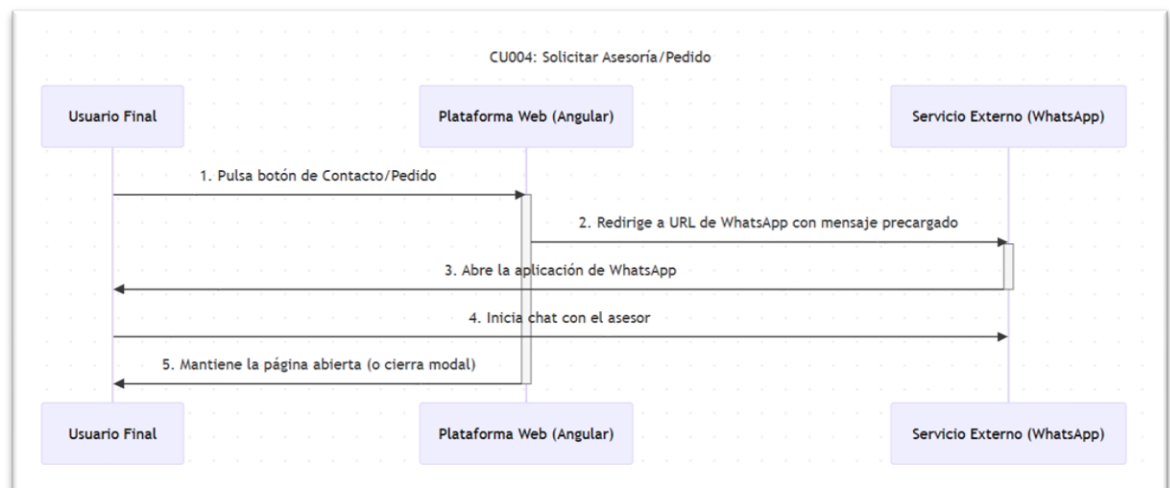 CU004: Solicitar Asesoría/Pedido
Usuario Final
Plataforma Web (Angular)
Servicio Externo (WhatsApp)
1. Pulsa botón de Contacto/Pedido
2. Redirige a URL de WhatsApp con mensaje precargado
3. Abre la aplicación de WhatsApp
4. Inicia chat con el asesor
5. Mantiene la página abierta (o cierra modal)
Usuario Final
Plataforma Web (Angular)
Servicio Externo (WhatsApp)